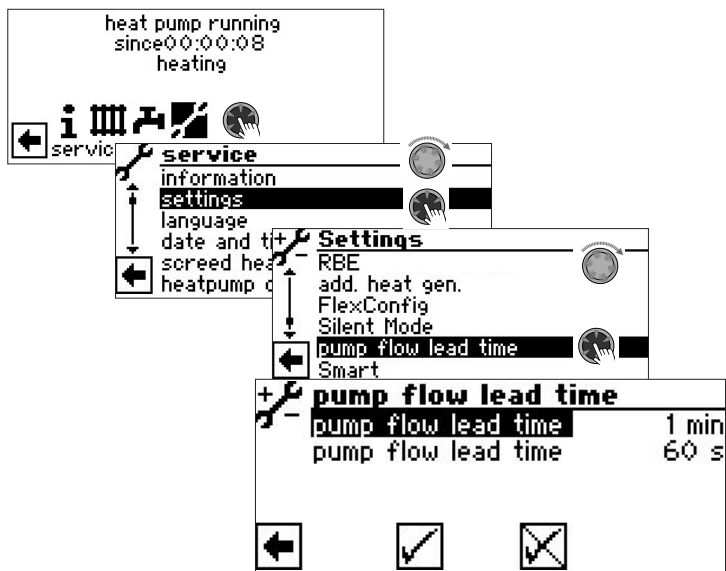 heat pump running
since00:00:08
heating
servic
service
information
settings
language
date and ti
screed hea
heatpump c
Settings
RBE
add. heat gen.
FlexConfig
Silent Mode
pump flow lead time
Smart
pump flow lead time
pump flow lead time 1 min
pump flow lead time 60 s